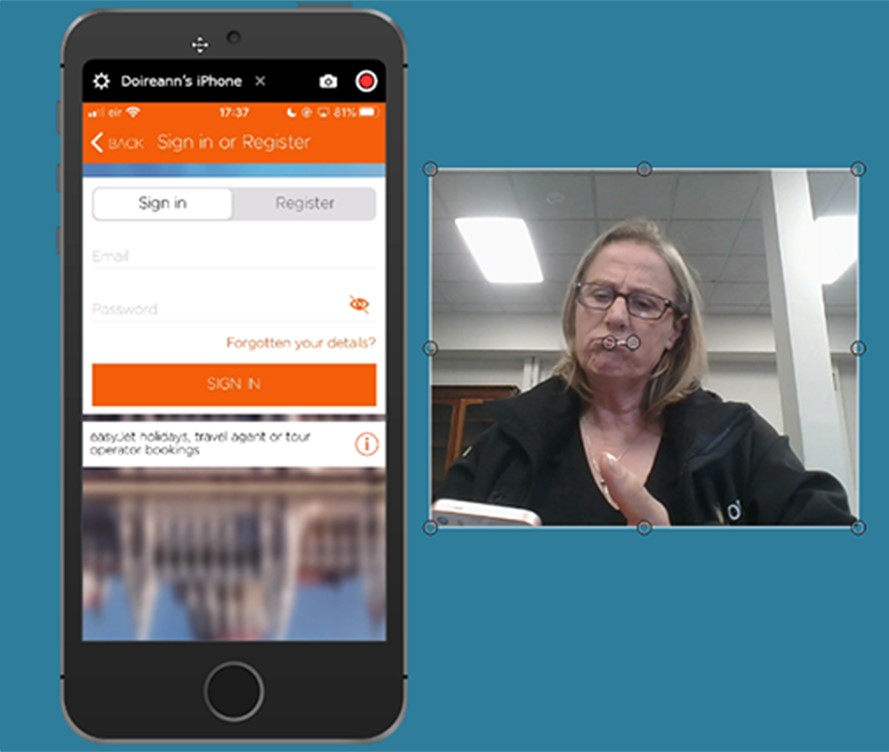 Doireann's iPhone
eir 17:37 81%
BACK Sign in or Register
Sign in Register
Email
Password
Forgotten your details?
SIGN IN
easyJet holidays, travel agent or tour
operator bookings